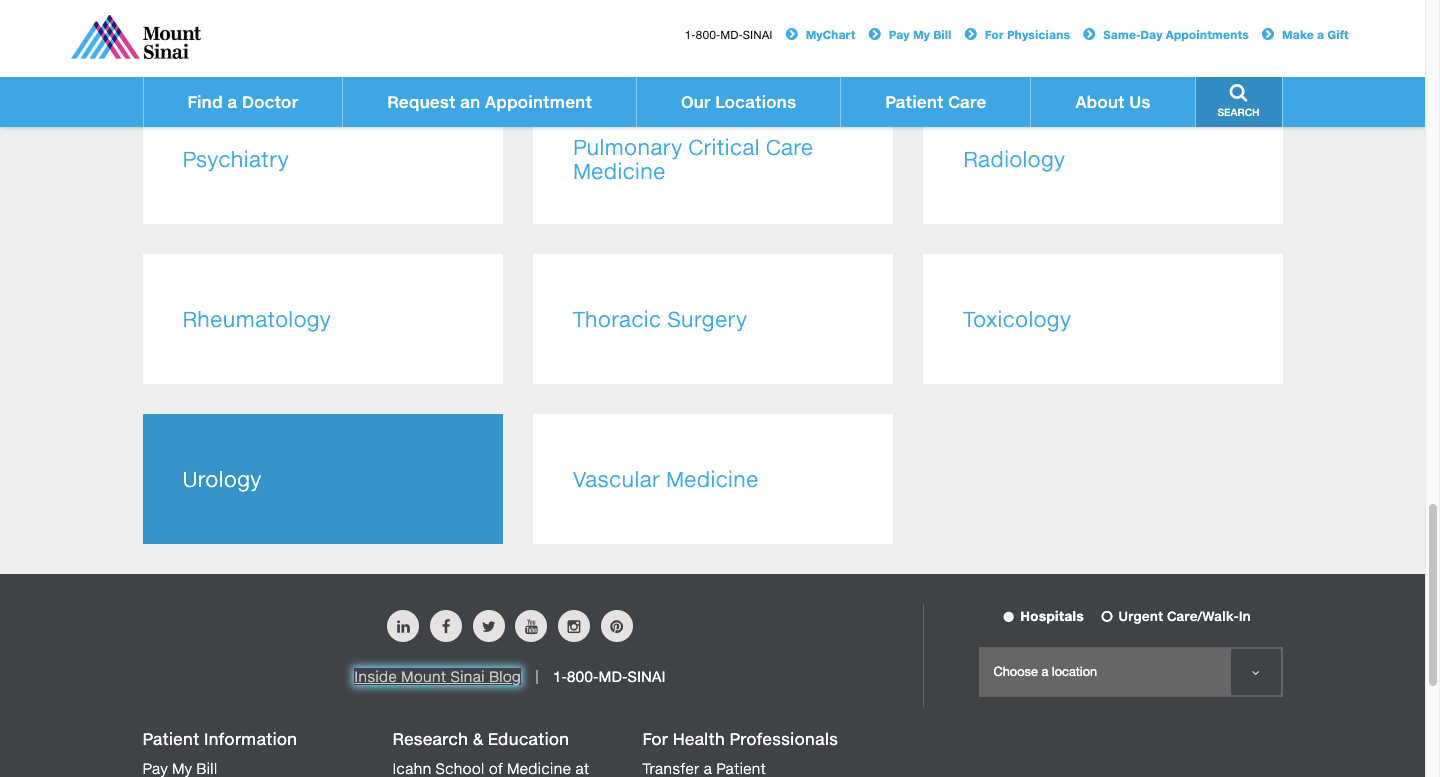 Mount
Sinai
1-800-MD-SINAI MyChart Pay My Bill For Physicians Same-Day Appointments Make a Gift
Find a Doctor Request an Appointment Our Locations Patient Care About Us SEARCH
Psychiatry
Pulmonary Critical Care
Medicine
Radiology
Rheumatology Thoracic Surgery Toxicology
Urology Vascular Medicine
in f You Tube
Hospitals Urgent Care/Walk-In
Inside Mount Sinai Blog | 1-800-MD-SINAI
Choose a location
Patient Information Research & Education For Health Professionals
Pay My Bill Icahn School of Medicine at Transfer a Patient